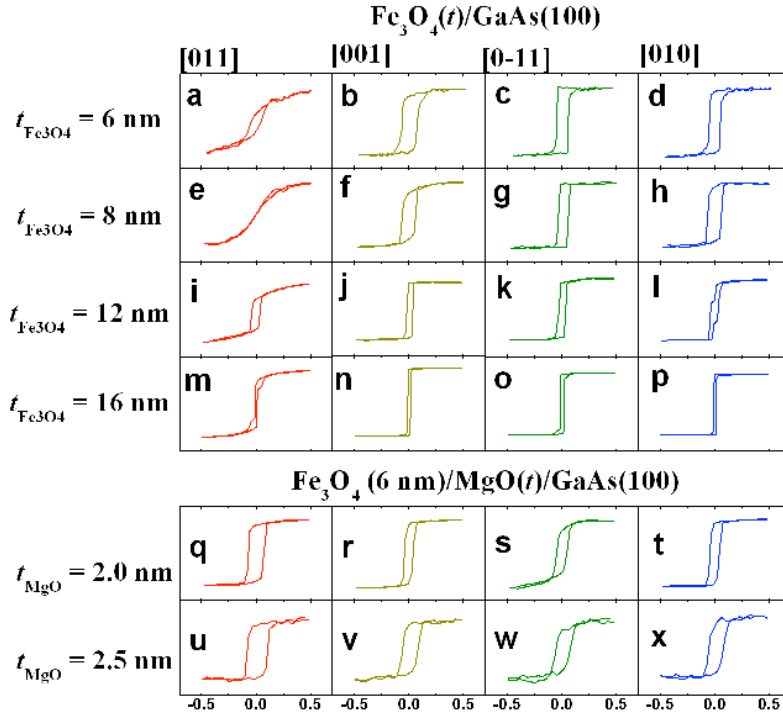 Fe3O4(t)/GaAs(100)
[011] [001] [0-11] [010]
tFe3O4 = 6 nm a b c d
tFe3O4 = 8 nm e f g h
tFe3O4 = 12 nm i j k l
tFe3O4 = 16 nm m n o p
Fe3O4 (6 nm)/MgO(t)/GaAs(100)
tMgO = 2.0 nm q r s t
tMgO = 2.5 nm u v w x
-0.5 0.0 0.5 -0.5 0.0 0.5 -0.5 0.0 0.5 -0.5 0.0 0.5